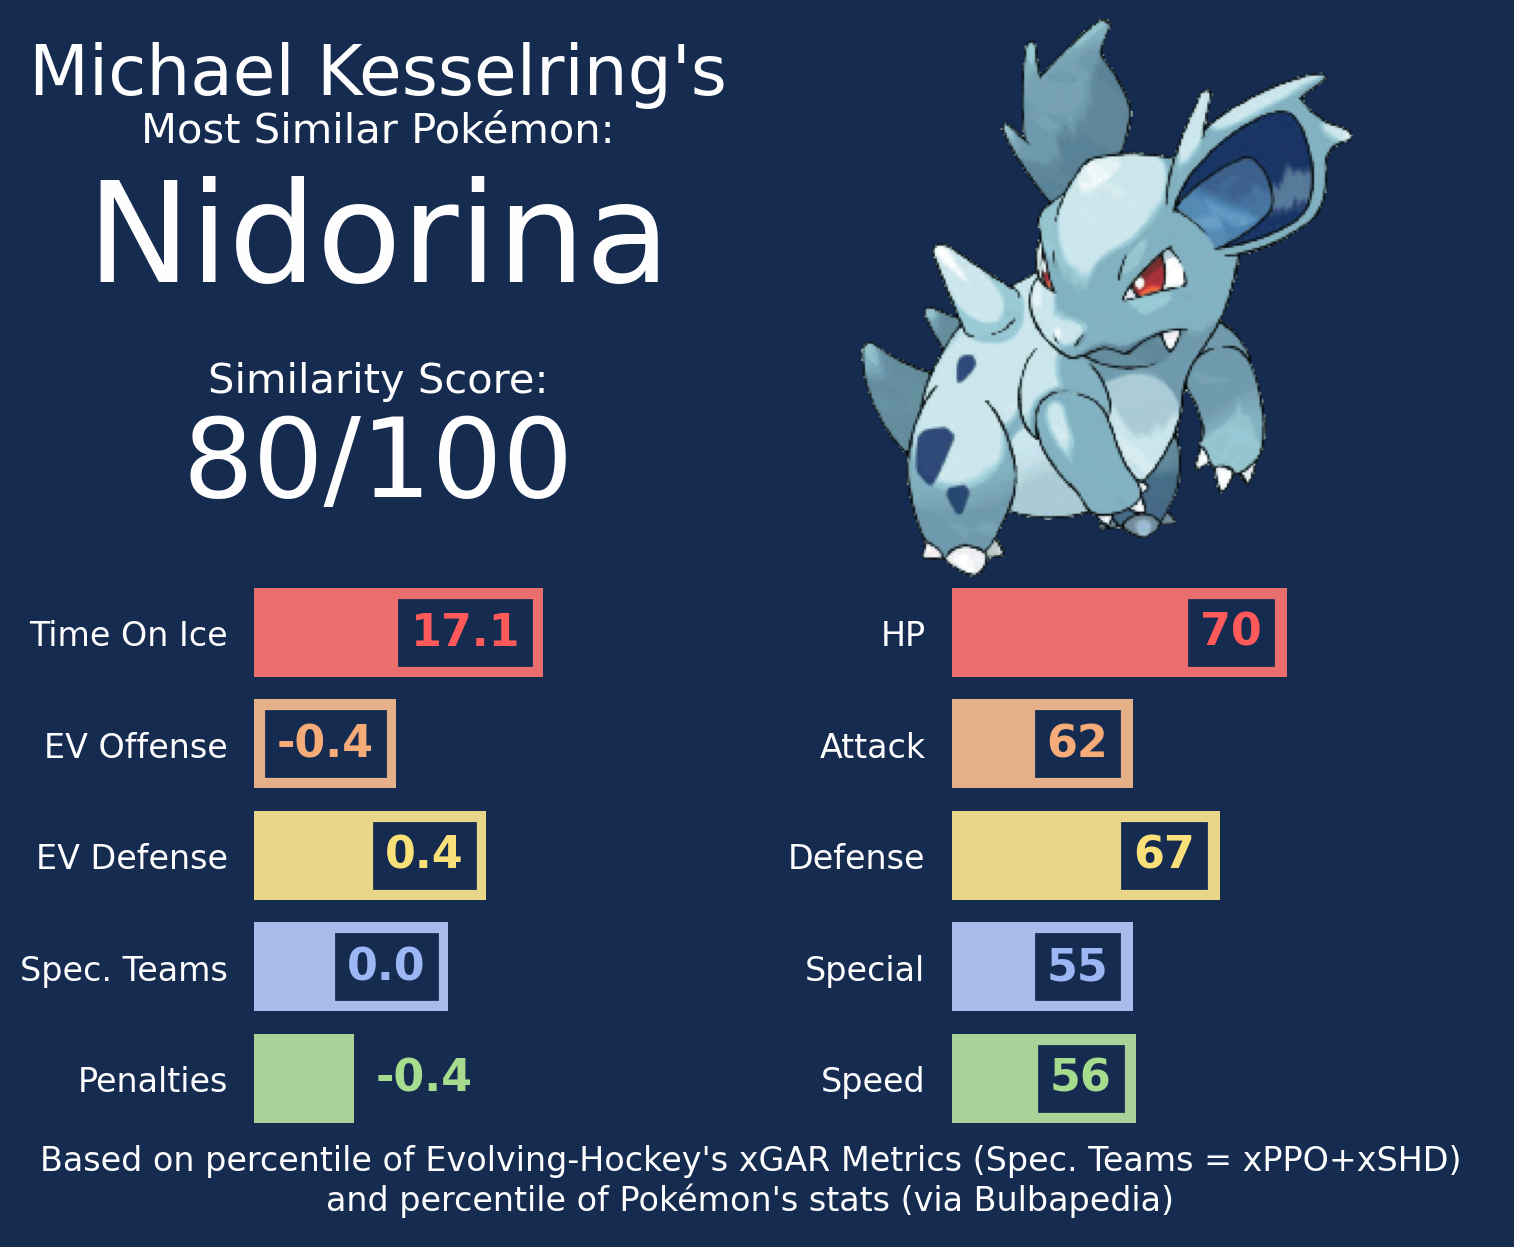 Michael Kesselring's
Most Similar Pokémon:
Nidorina
Similarity Score:
80/100
Time On Ice 17.1
EV Offense -0.4
EV Defense 0.4
Spec. Teams 0.0
Penalties -0.4
HP 70
Attack 62
Defense 67
Special 55
Speed 56
Based on percentile of Evolving-Hockey's xGAR Metrics (Spec. Teams = xPPO+xSHD)
and percentile of Pokémon's stats (via Bulbapedia)